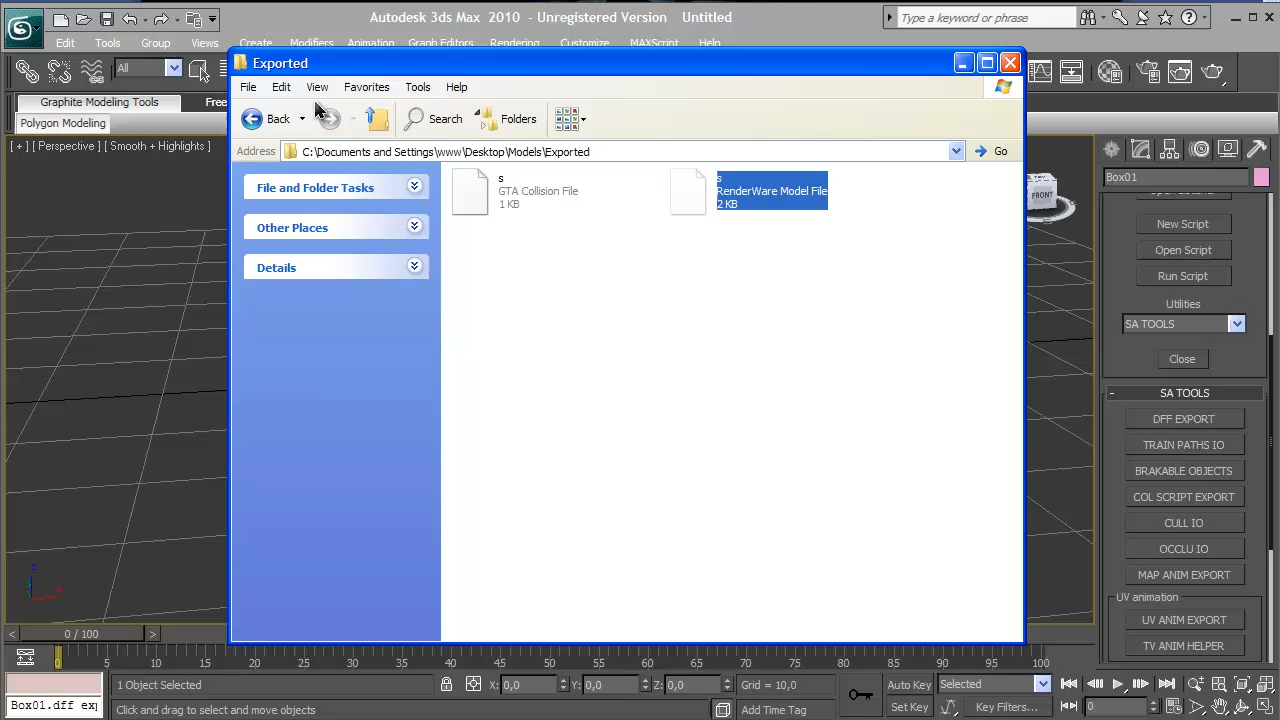 Autodesk 3ds Max 2010 - Unregistered Version Untitled
Type a keyword or phrase
Edit Tools Group Views Create Modifiers Animation Graph Editors Rendering Customize MAXScript Help
All
Graphite Modeling Tools Free
Polygon Modeling
[ + ] [ Perspective ] [ Smooth + Highlights ]
Exported
File Edit View Favorites Tools Help
Back Search Folders
Address C:\Documents and Settings\www\Desktop\Models\Exported Go
File and Folder Tasks
Other Places
Details
s
GTA Collision File
1 KB
s
RenderWare Model File
2 KB
FRONT
Box01
New Script
Open Script
Run Script
Utilities
SA TOOLS
Close
- SA TOOLS
DFF EXPORT
TRAIN PATHS IO
BRAKABLE OBJECTS
COL SCRIPT EXPORT
CULL IO
OCCLU IO
MAP ANIM EXPORT
UV animation
UV ANIM EXPORT
TV ANIM HELPER
z
x
< 0 / 100 >
0 5 10 15 20 25 30 35 40 45 50 55 60 65 70 75 80 85 90 95 100
1 Object Selected X: 0,0 Y: 0,0 Z: 0,0 Grid = 10,0 Auto Key Selected
Box01.dff exp Click and drag to select and move objects Add Time Tag Set Key Key Filters... 0